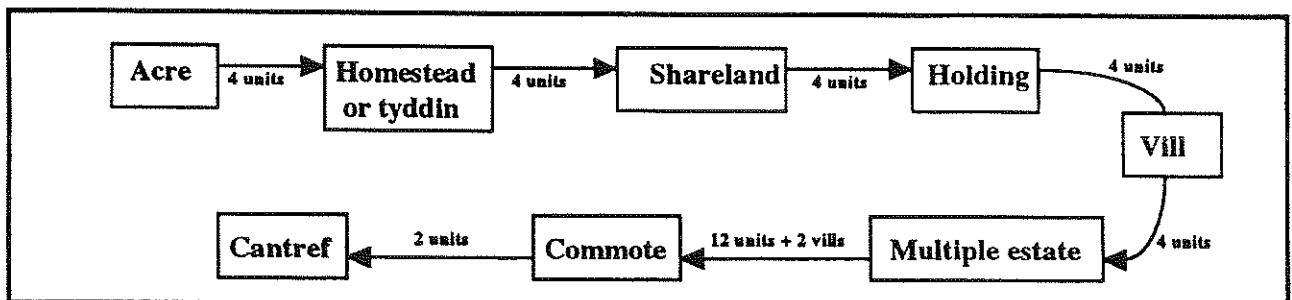 Acre
4 units
Homestead
or tyddin
4 units
Shareland
4 units
Holding
4 units
Vill
4 units
Multiple estate
12 units + 2 vills
Commote
2 units
Cantref